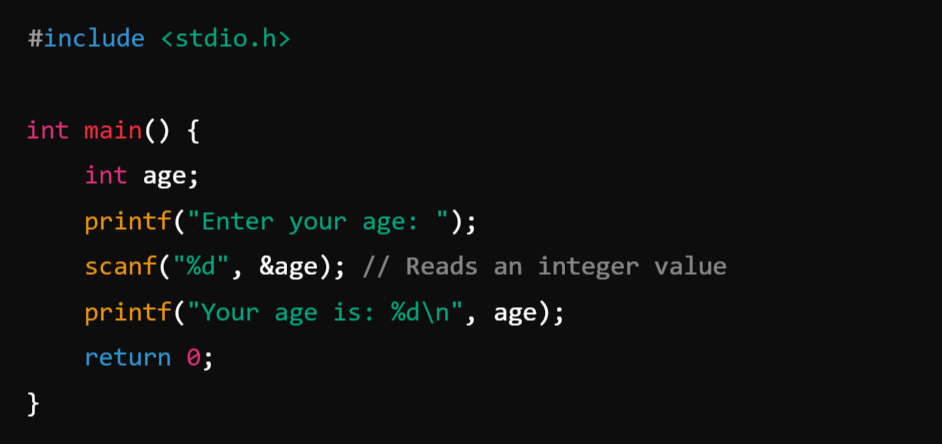 #include <stdio.h>
int main() {
    int age;
    printf("Enter your age: ");
    scanf("%d", &age); // Reads an integer value
    printf("Your age is: %d\n", age);
    return 0;
}